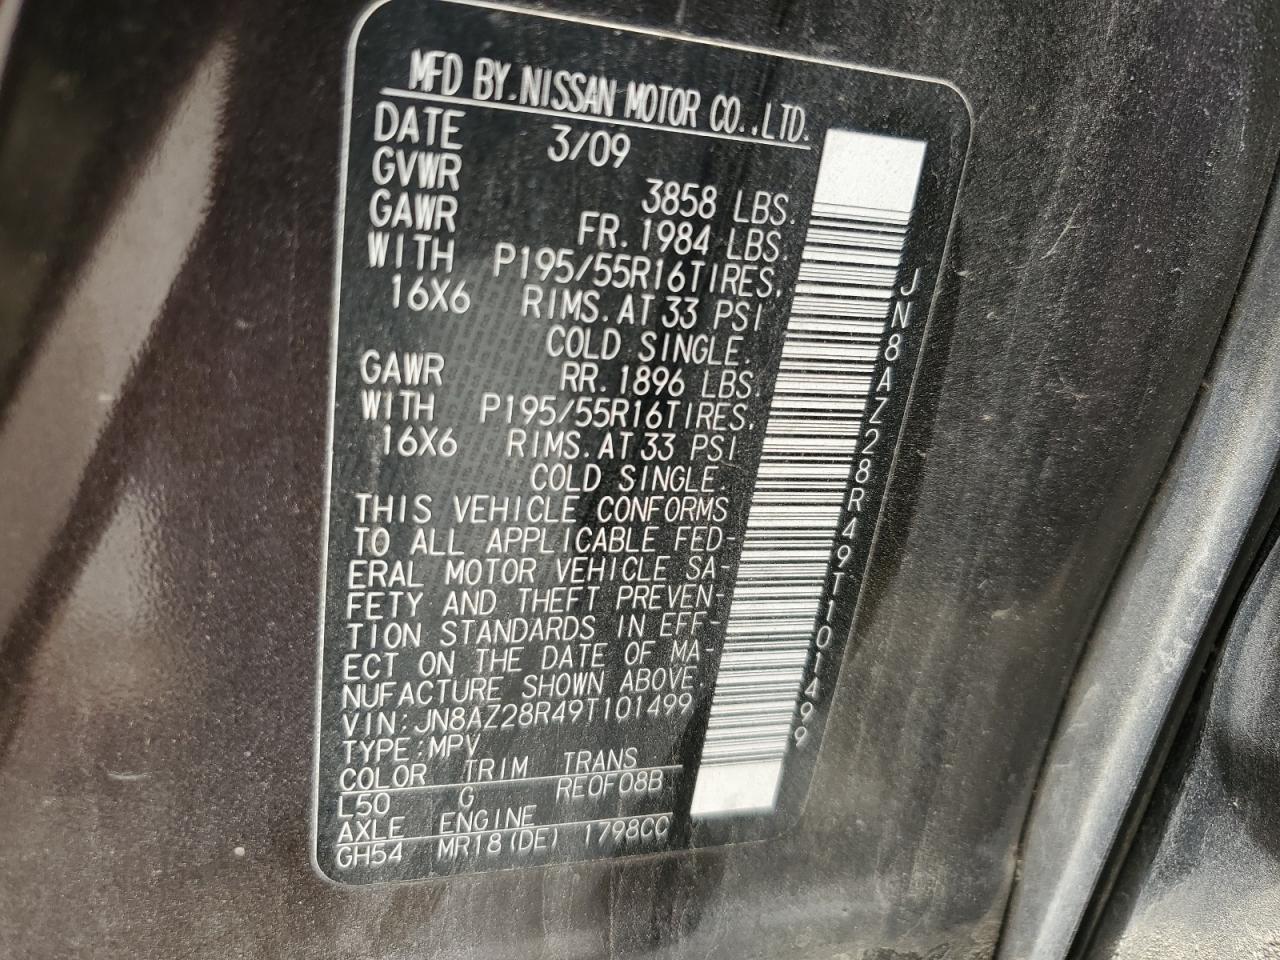 MFD BY.NISSAN MOTOR CO.,LTD.
DATE 3/09
GVWR 3858 LBS.
GAWR FR. 1984 LBS.
WITH P195/55R16TIRES,
16X6 RIMS. AT 33 PSI
COLD SINGLE.
GAWR RR. 1896 LBS.
WITH P195/55R16TIRES,
16X6 RIMS. AT 33 PSI
COLD SINGLE.
THIS VEHICLE CONFORMS
TO ALL APPLICABLE FED-
ERAL MOTOR VEHICLE SA-
FETY AND THEFT PREVEN-
TION STANDARDS IN EFF-
ECT ON THE DATE OF MA-
NUFACTURE SHOWN ABOVE
VIN:JN8AZ28R49T101499
TYPE:MPV
COLOR TRIM TRANS
L50 G RE0F08B
AXLE ENGINE
GH54 MR18(DE) 1798CC
JN8AZ28R49T101499